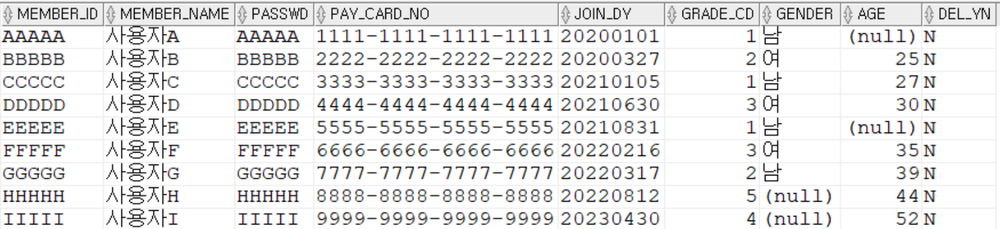 MEMBER_ID MEMBER_NAME PASSWD PAY_CARD_NO JOIN_DY GRADE_CD GENDER AGE DEL_YN
AAAAA 사용자A AAAAA 1111-1111-1111-1111 20200101 1 남 (null) N
BBBBB 사용자B BBBBB 2222-2222-2222-2222 20200327 2 여 25 N
CCCCC 사용자C CCCCC 3333-3333-3333-3333 20210105 1 남 27 N
DDDDD 사용자D DDDDD 4444-4444-4444-4444 20210630 3 여 30 N
EEEEE 사용자E EEEEE 5555-5555-5555-5555 20210831 1 남 (null) N
FFFFF 사용자F FFFFF 6666-6666-6666-6666 20220216 3 여 35 N
GGGGG 사용자G GGGGG 7777-7777-7777-7777 20220317 2 남 39 N
HHHHH 사용자H HHHHH 8888-8888-8888-8888 20220812 5 (null) 44 N
IIIII 사용자I IIIII 9999-9999-9999-9999 20230430 4 (null) 52 N